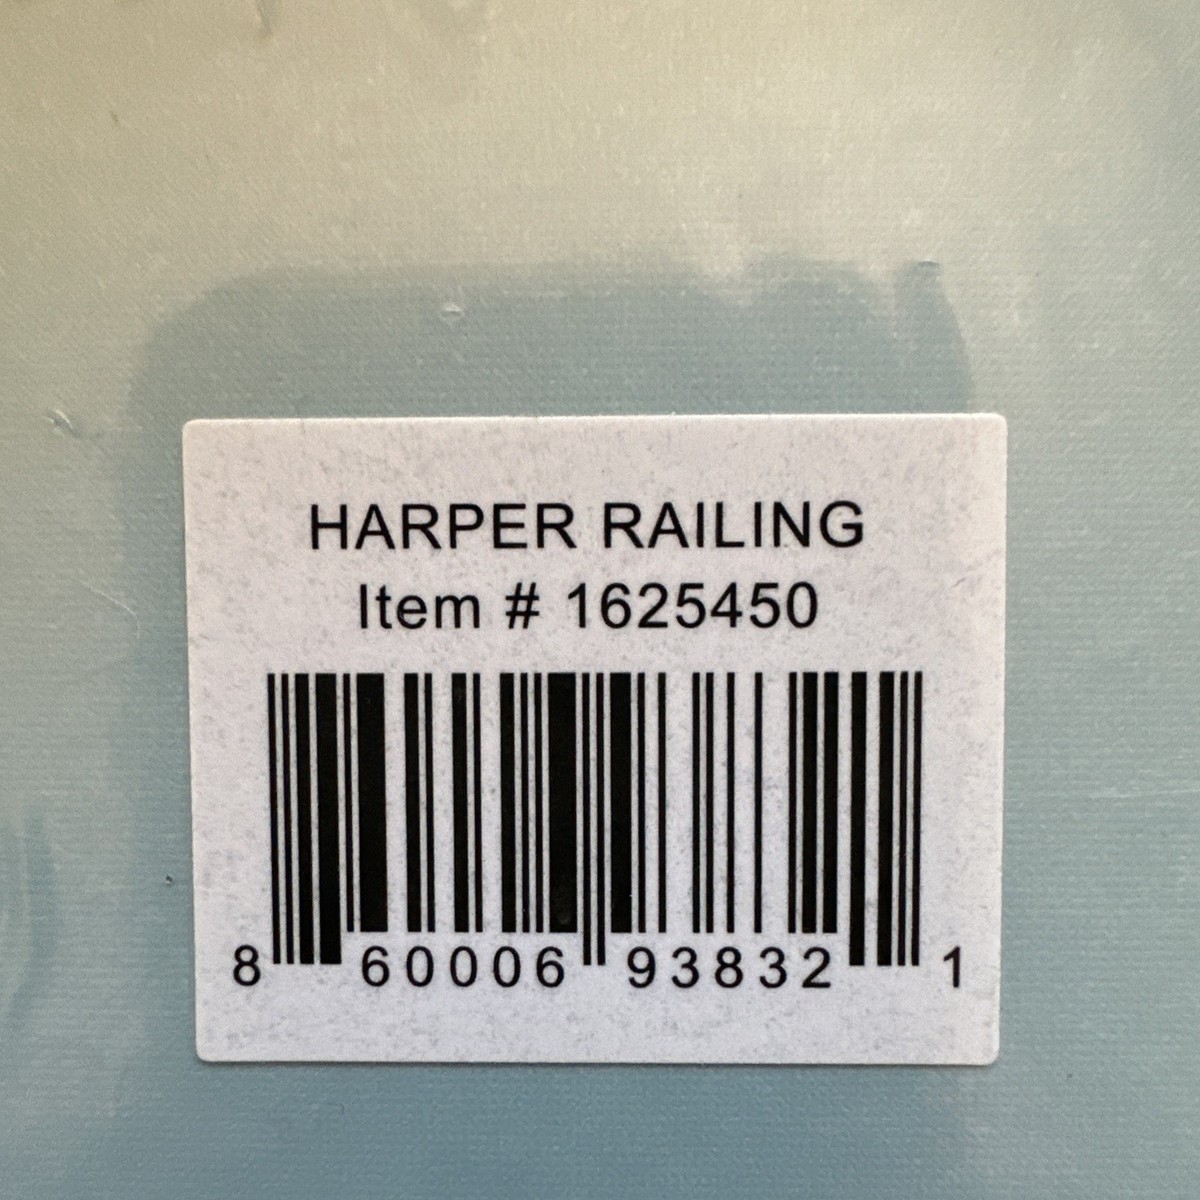 HARPER RAILING
Item # 1625450
8 60006 93832 1